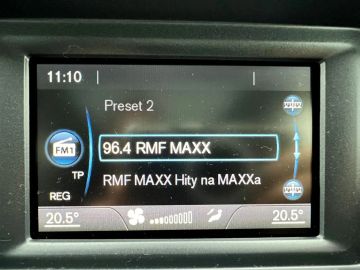 11:10
Preset 2
FM1
96.4 RMF MAXX
TP
RMF MAXX Hity na MAXXa
REG
20.5° 20.5°